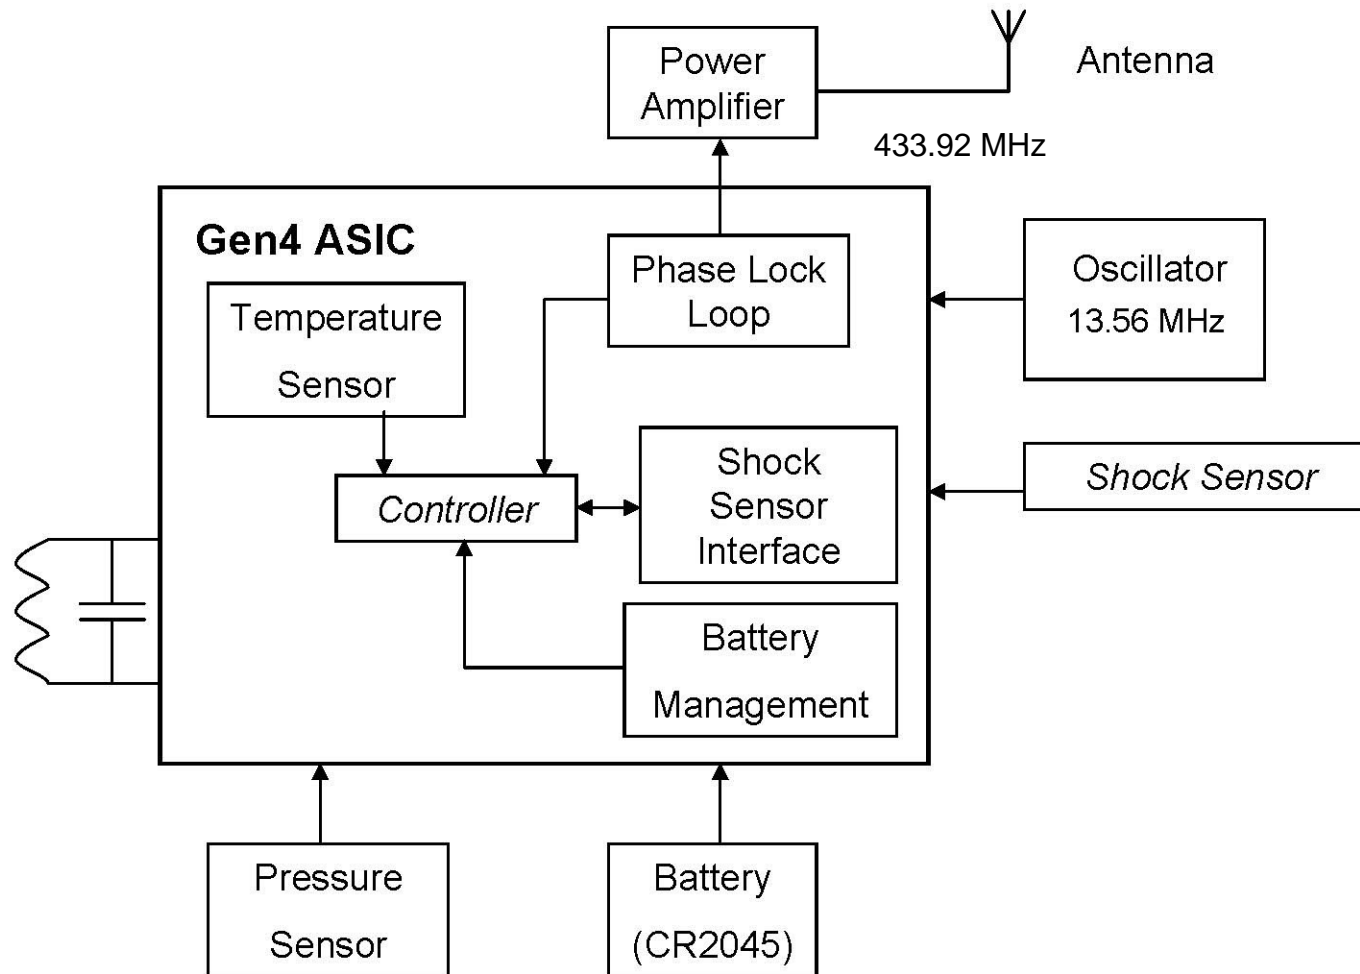 Power
Amplifier
Antenna
433.92 MHz
Gen4 ASIC
Phase Lock
Loop
Oscillator
13.56 MHz
Temperature
Sensor
Shock
Sensor
Interface
Shock Sensor
Controller
Battery
Management
Pressure
Sensor
Battery
(CR2045)